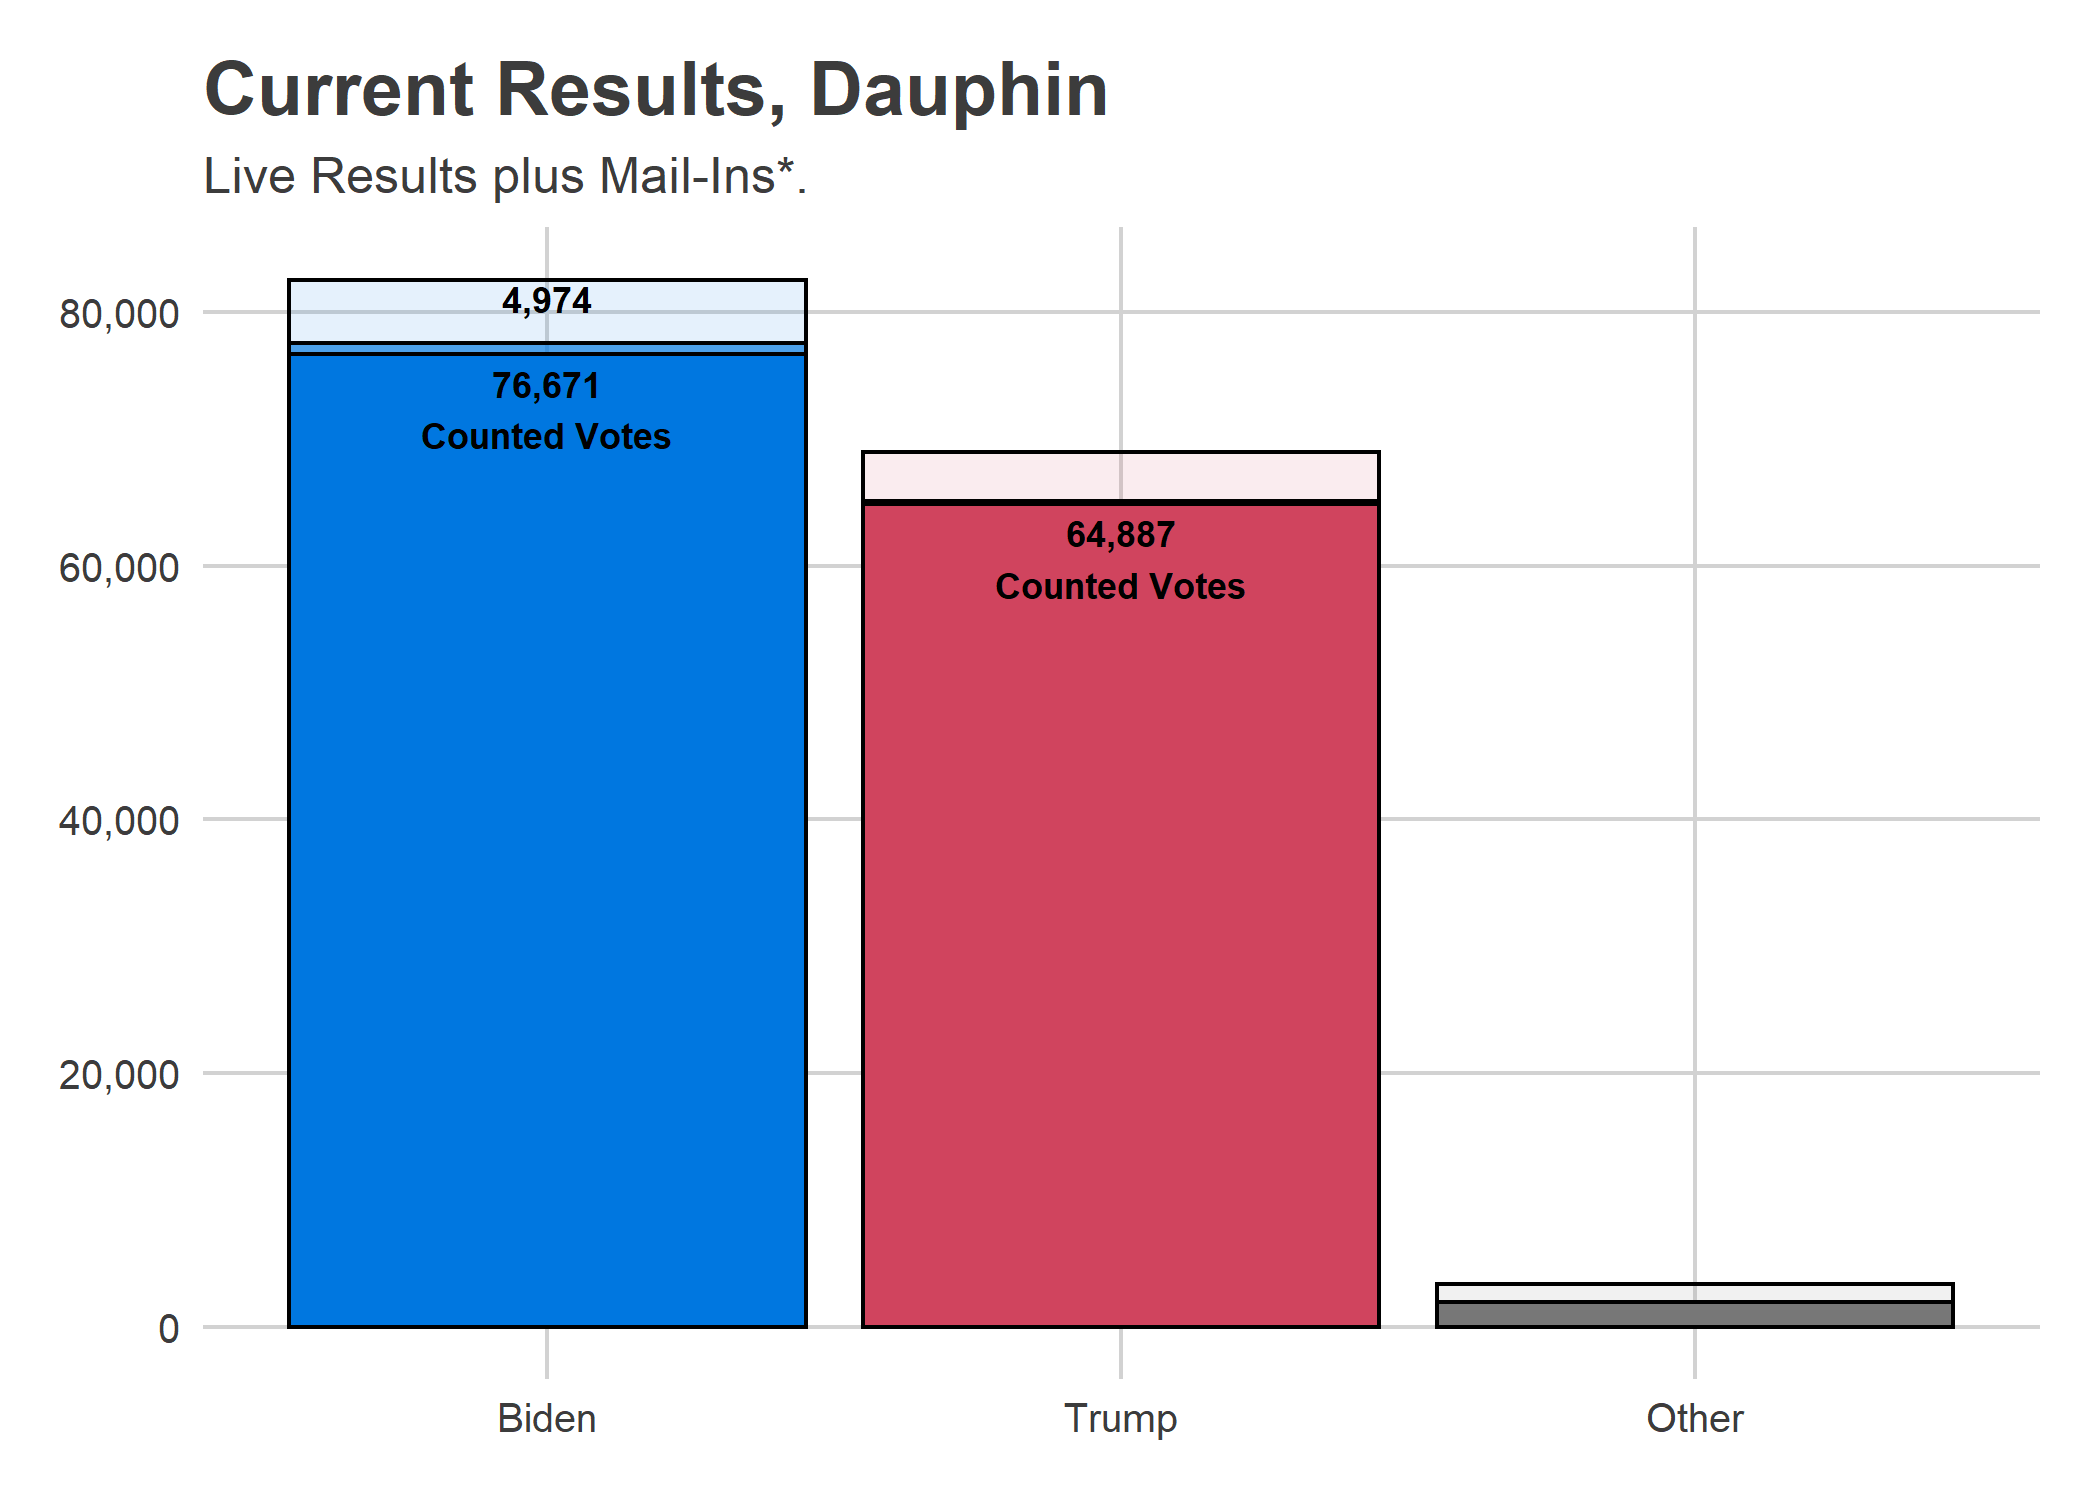 Current Results, Dauphin
Live Results plus Mail-Ins*.
80,000
60,000
40,000
20,000
0
4,974
76,671
Counted Votes
64,887
Counted Votes
Biden
Trump
Other